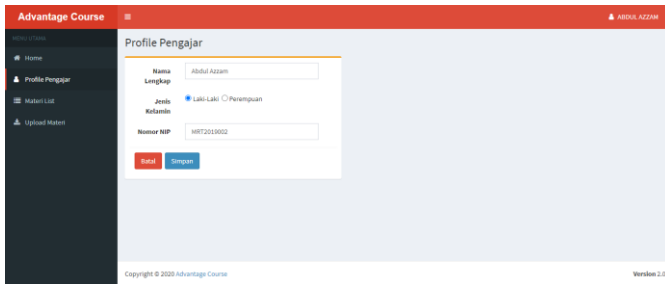 Advantage Course
ABDUL AZZAM
MENU UTAMA
Home
Profile Pengajar
Materi List
Upload Materi
Profile Pengajar
Nama Lengkap
Abdul Azzam
Jenis Kelamin
Laki-Laki Perempuan
Nomor NIP
MRT2019002
Batal Simpan
Copyright © 2020 Advantage Course
Version 2.0